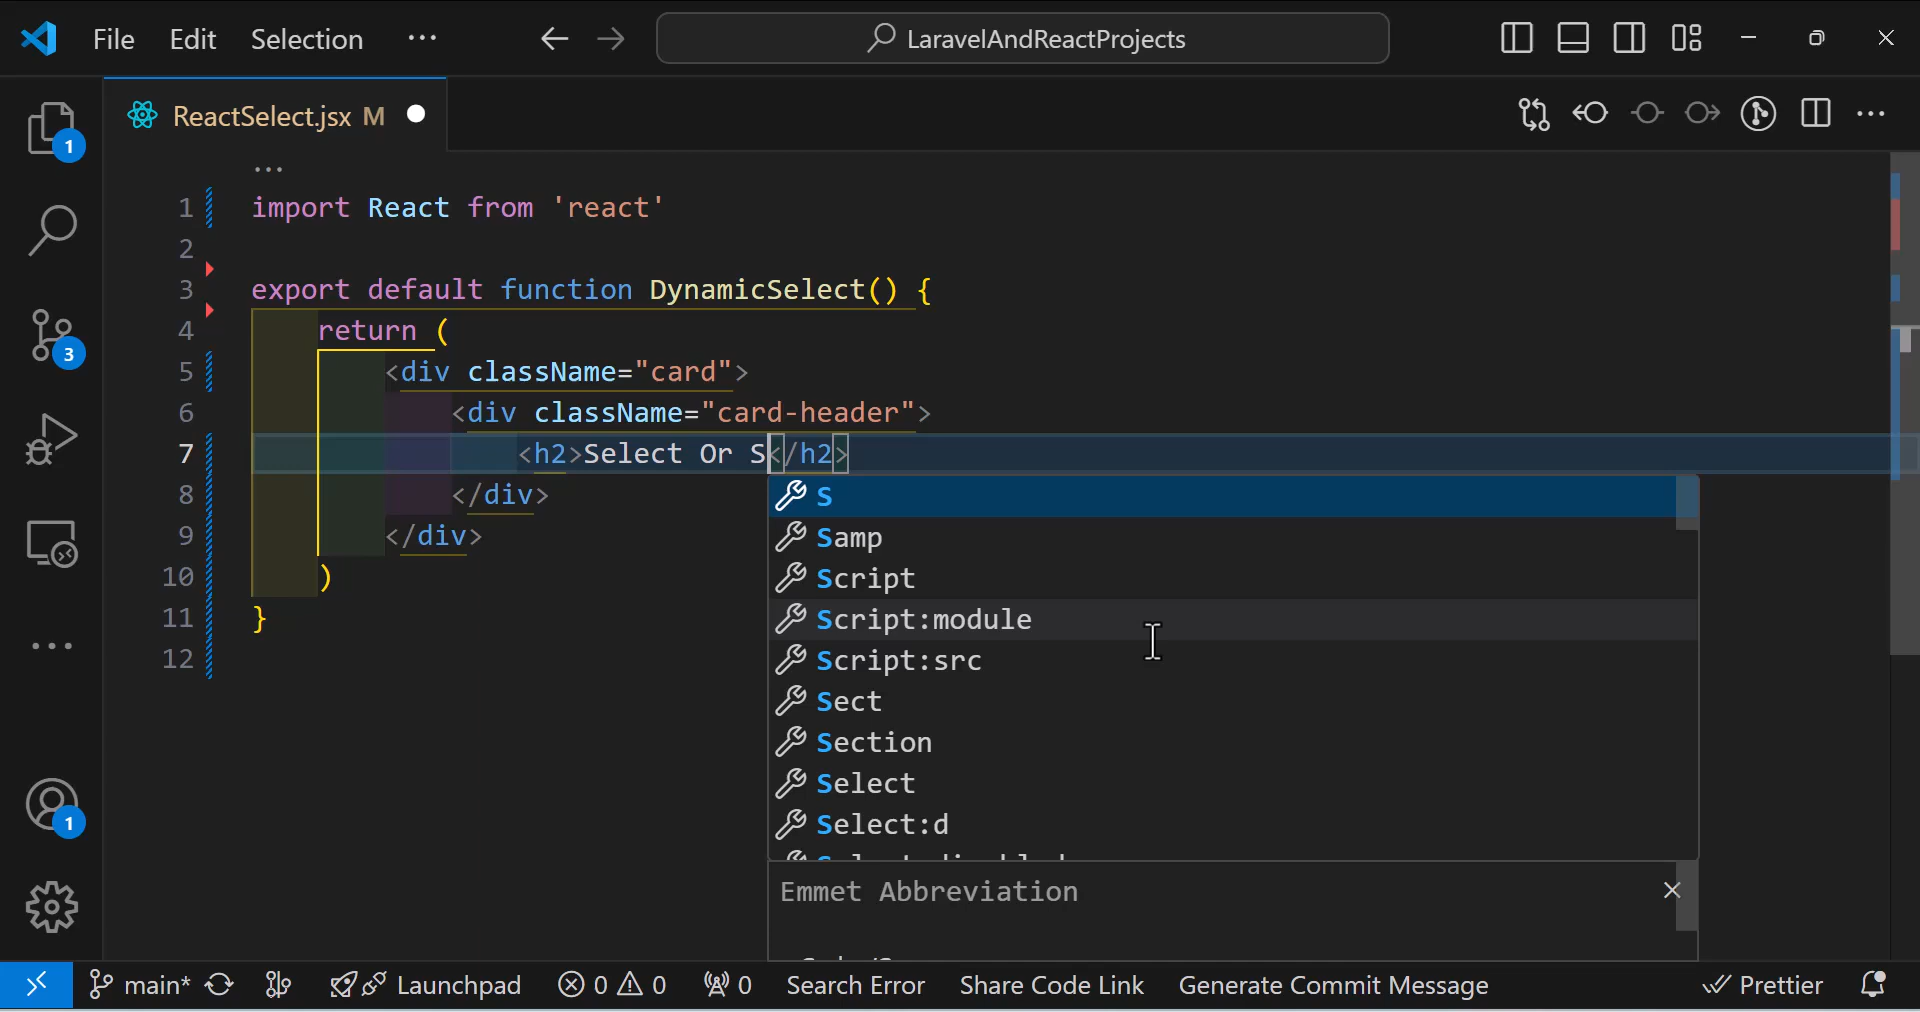 File Edit Selection ··· LaravelAndReactProjects
ReactSelect.jsx M
1
···
1 import React from 'react'
2
3 export default function DynamicSelect() {
4 return (
5 <div className="card">
6 <div className="card-header">
7 <h2>Select Or S</h2>
8 </div>
9 </div>
10 )
11 }
12
3
1
S
Samp
Script
Script:module
Script:src
Sect
Section
Select
Select:d
Emmet Abbreviation
main* Launchpad 0 0 0 Search Error Share Code Link Generate Commit Message Prettier